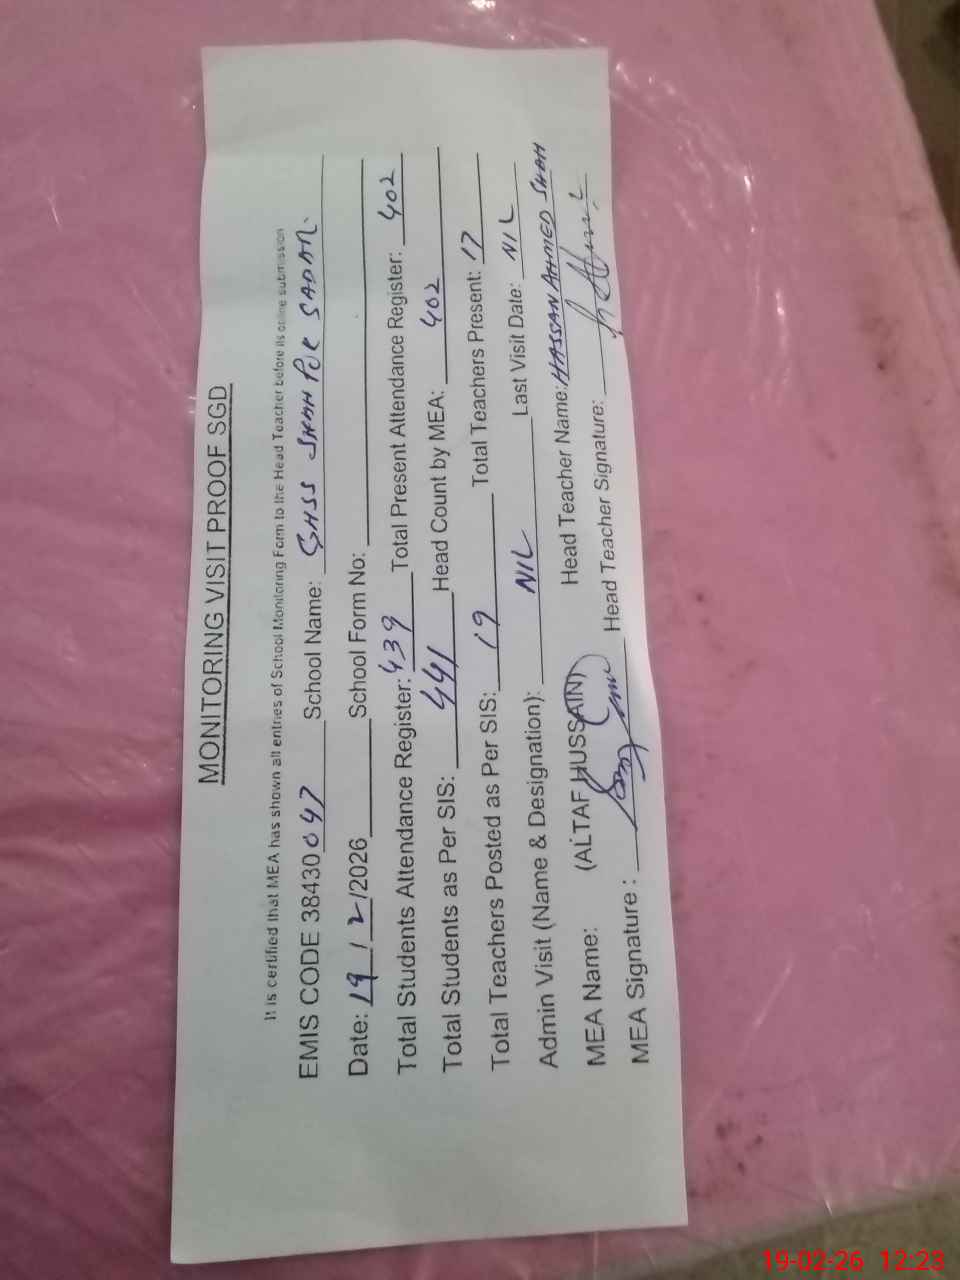 MONITORING VISIT PROOF SGD
It is certified that MEA has shown all entries of School Monitoring Form to the Head Teacher before its online submission
EMIS CODE 38430047 School Name: GHSS SHAH PUR SADAR.
Date: 19/2/2026 School Form No:
Total Students Attendance Register: 439 Total Present Attendance Register: 402
Total Students as Per SIS: 441 Head Count by MEA: 402
Total Teachers Posted as Per SIS: 19 Total Teachers Present: 17
Admin Visit (Name & Designation): NIL Last Visit Date: NIL
MEA Name: (ALTAF HUSSAIN) Head Teacher Name: HASSAN AHMED SHAH
MEA Signature : Head Teacher Signature:
19-02-26 12:23